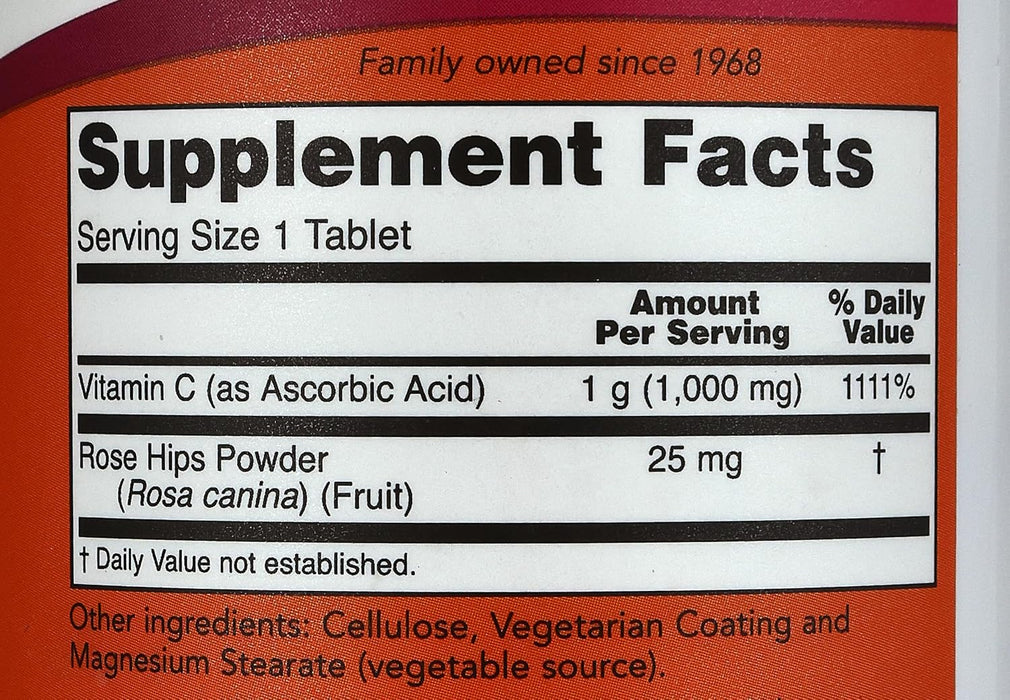 Family owned since 1968
Supplement Facts
Serving Size 1 Tablet
Amount Per Serving % Daily Value
Vitamin C (as Ascorbic Acid) 1 g (1,000 mg) 1111%
Rose Hips Powder 25 mg †
(Rosa canina) (Fruit)
† Daily Value not established.
Other ingredients: Cellulose, Vegetarian Coating and
Magnesium Stearate (vegetable source).